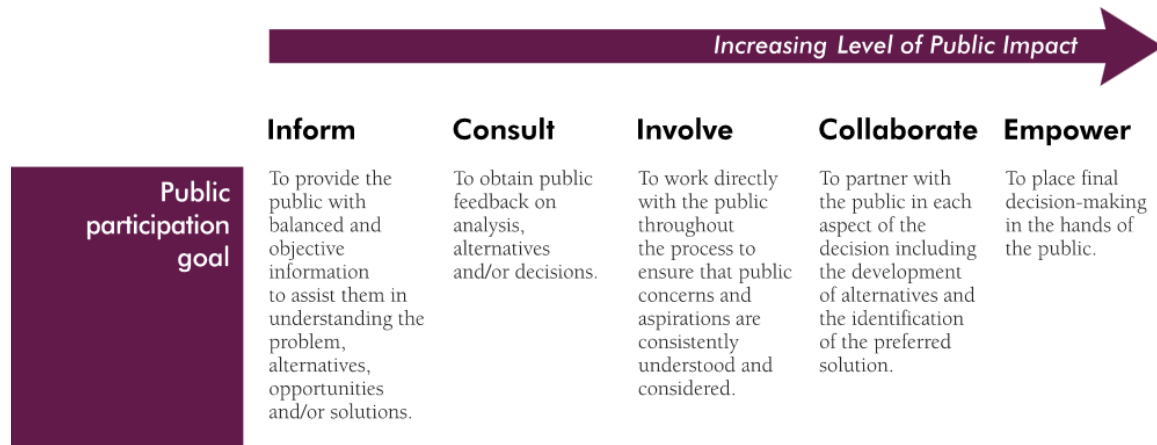 Increasing Level of Public Impact
Inform
Consult
Involve
Collaborate
Empower
Public
participation
goal
To provide the
public with
balanced and
objective
information
to assist them in
understanding the
problem,
alternatives,
opportunities
and/or solutions.
To obtain public
feedback on
analysis,
alternatives
and/or decisions.
To work directly
with the public
throughout
the process to
ensure that public
concerns and
aspirations are
consistently
understood and
considered.
To partner with
the public in each
aspect of the
decision including
the development
of alternatives and
the identification
of the preferred
solution.
To place final
decision-making
in the hands of
the public.